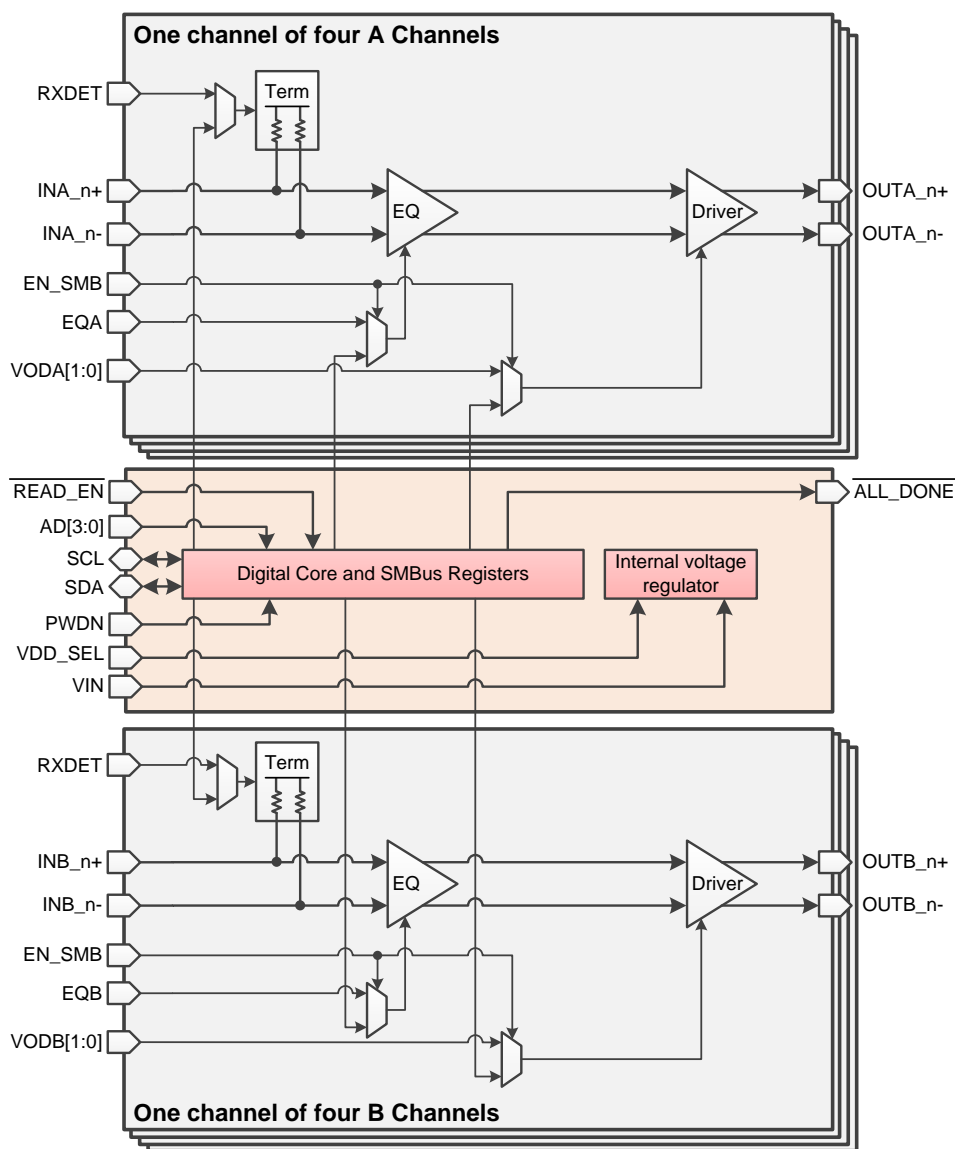 One channel of four A Channels
RXDET
Term
INA_n+
EQ
Driver
OUTA_n+
INA_n-
OUTA_n-
EN_SMB
EQA
VODA[1:0]
READ_EN
ALL_DONE
AD[3:0]
SCL
Digital Core and SMBus Registers
Internal voltage
regulator
SDA
PWDN
VDD_SEL
VIN
RXDET
Term
INB_n+
EQ
Driver
OUTB_n+
INB_n-
OUTB_n-
EN_SMB
EQB
VODB[1:0]
One channel of four B Channels